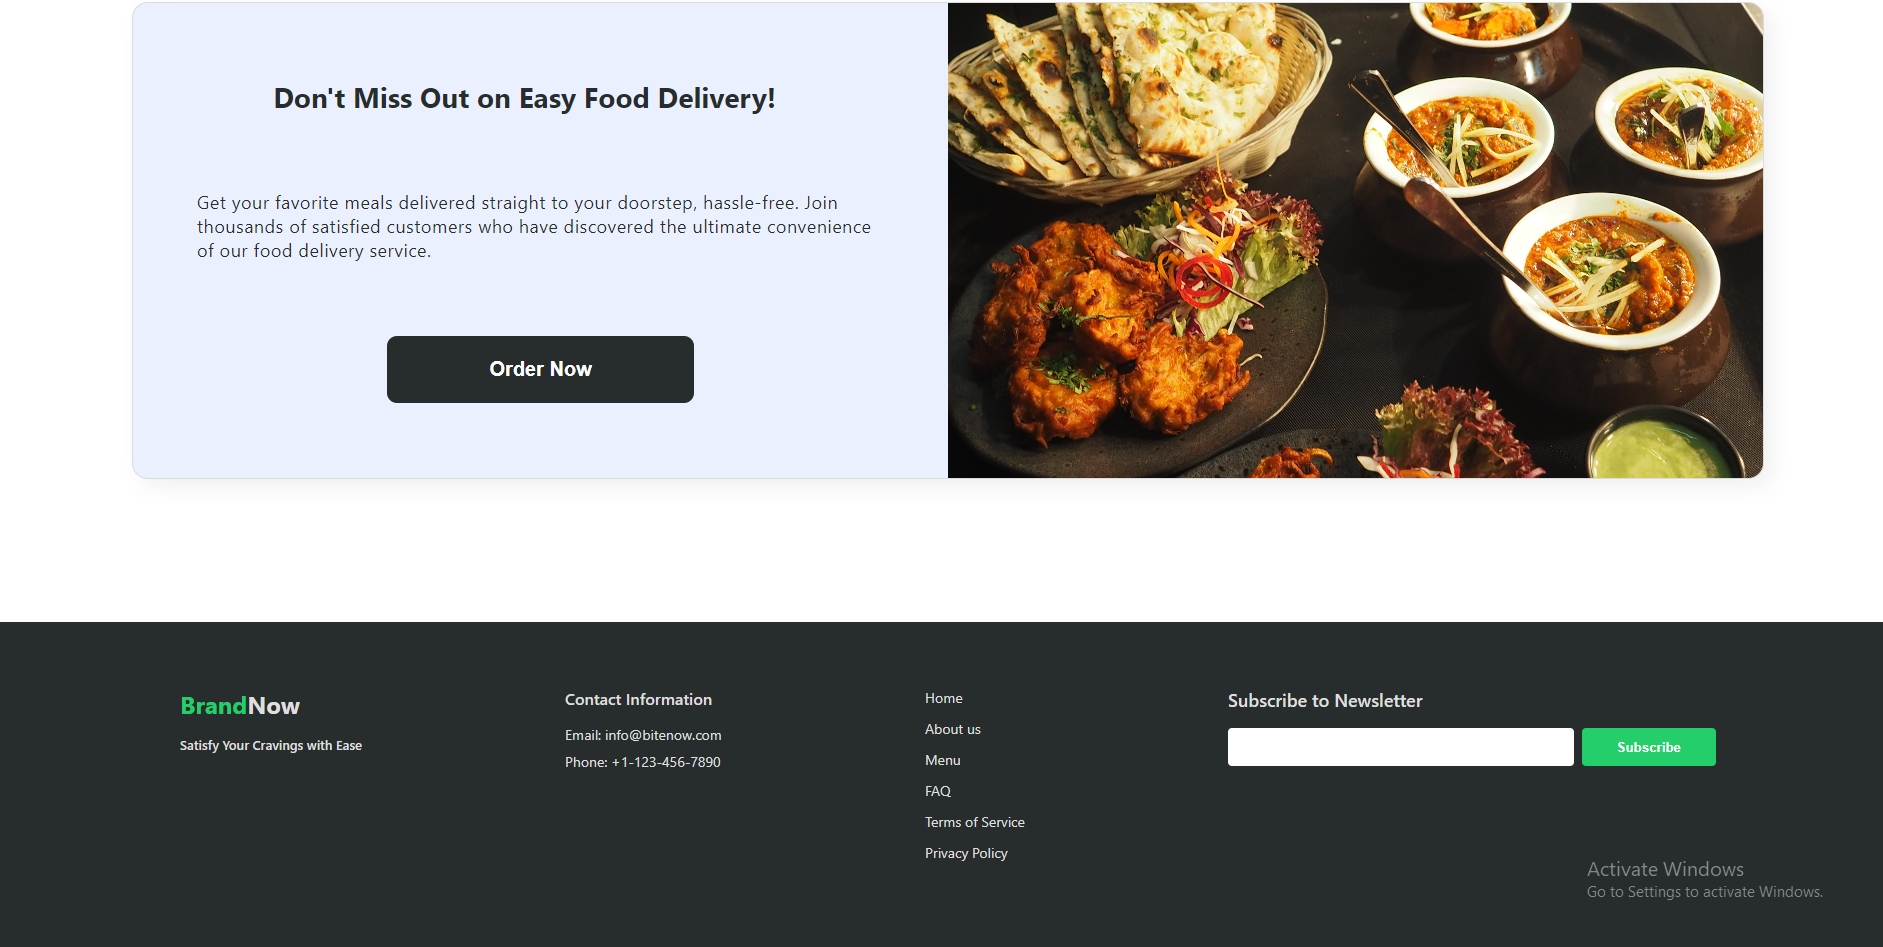 Don't Miss Out on Easy Food Delivery!
Get your favorite meals delivered straight to your doorstep, hassle-free. Join
thousands of satisfied customers who have discovered the ultimate convenience
of our food delivery service.
Order Now
BrandNow
Satisfy Your Cravings with Ease
Contact Information
Email: info@bitenow.com
Phone: +1-123-456-7890
Home
About us
Menu
FAQ
Terms of Service
Privacy Policy
Subscribe to Newsletter
Subscribe
Activate Windows
Go to Settings to activate Windows.